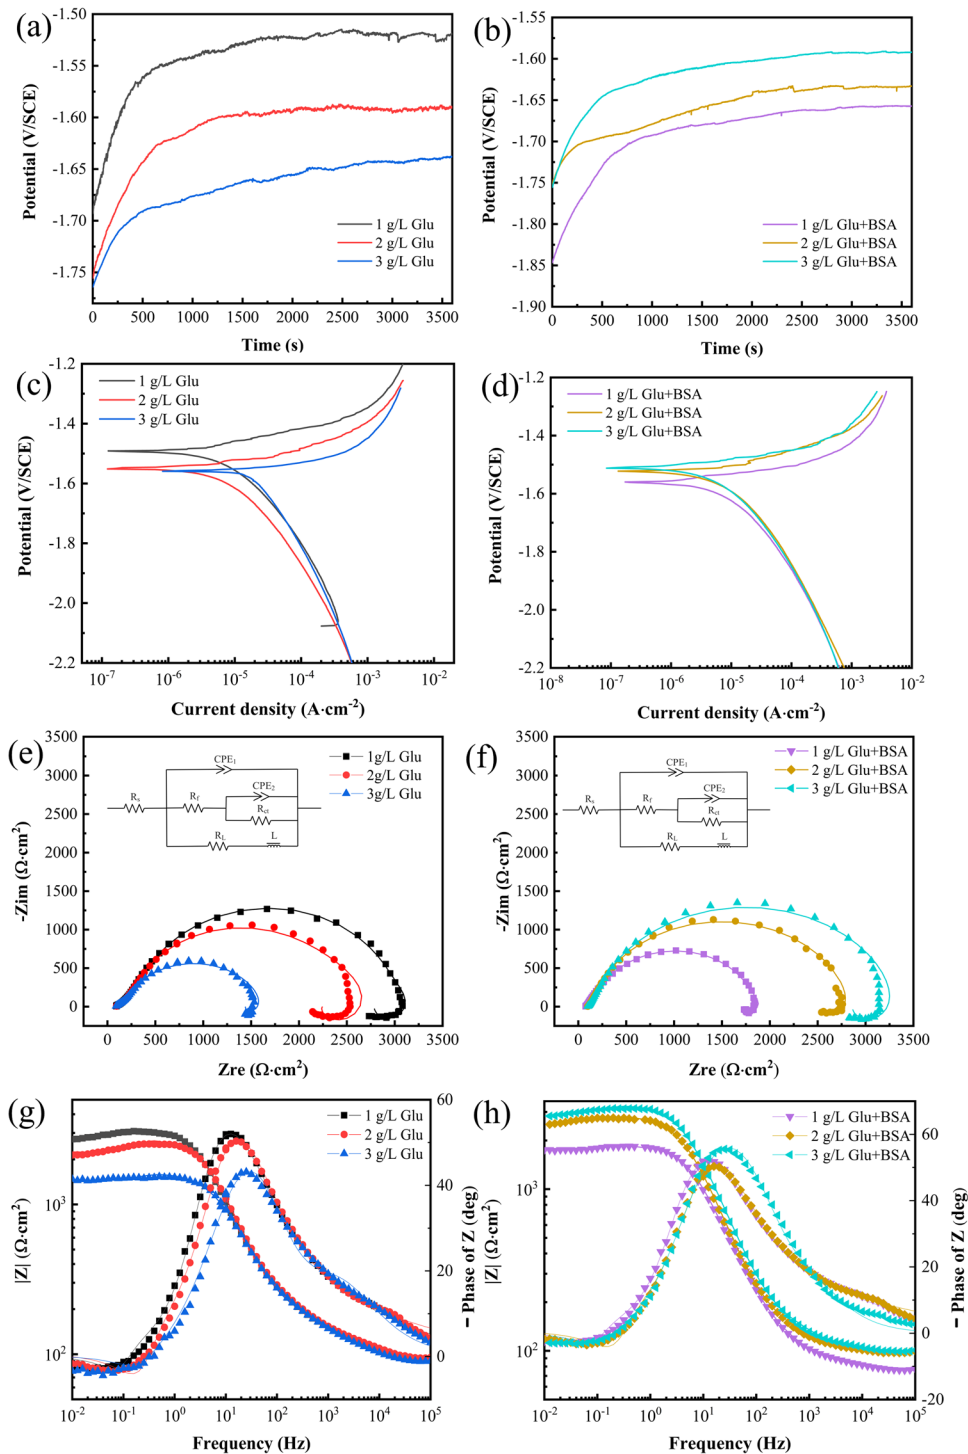 (a)
-1.50
-1.55
-1.60
-1.65
-1.70
-1.75
Potential (V/SCE)
1 g/L Glu
2 g/L Glu
3 g/L Glu
0 500 1000 1500 2000 2500 3000 3500
Time (s)
(b)
-1.55
-1.60
-1.65
-1.70
-1.75
-1.80
-1.85
-1.90
Potential (V/SCE)
1 g/L Glu+BSA
2 g/L Glu+BSA
3 g/L Glu+BSA
0 500 1000 1500 2000 2500 3000 3500
Time (s)
(c)
-1.2
-1.4
-1.6
-1.8
-2.0
-2.2
Potential (V/SCE)
1 g/L Glu
2 g/L Glu
3 g/L Glu
10-7 10-6 10-5 10-4 10-3 10-2
Current density (A·cm-2)
(d)
-1.2
-1.4
-1.6
-1.8
-2.0
-2.2
Potential (V/SCE)
1 g/L Glu+BSA
2 g/L Glu+BSA
3 g/L Glu+BSA
10-8 10-7 10-6 10-5 10-4 10-3 10-2
Current density (A·cm-2)
(e)
3500
3000
2500
2000
1500
1000
500
0
-Zim (Ω·cm2)
1g/L Glu
2g/L Glu
3g/L Glu
CPE1
Rs
Rf
CPE2
Rct
RL
L
0 500 1000 1500 2000 2500 3000 3500
Zre (Ω·cm2)
(f)
3500
3000
2500
2000
1500
1000
500
0
-Zim (Ω·cm2)
1 g/L Glu+BSA
2 g/L Glu+BSA
3 g/L Glu+BSA
CPE1
Rs
Rf
CPE2
Rct
RL
L
0 500 1000 1500 2000 2500 3000 3500
Zre (Ω·cm2)
(g)
103
102
|Z| (Ω·cm2)
1 g/L Glu
2 g/L Glu
3 g/L Glu
60
40
20
0
- Phase of Z (deg)
10-2 10-1 100 101 102 103 104 105
Frequency (Hz)
(h)
103
102
|Z| (Ω·cm2)
1 g/L Glu+BSA
2 g/L Glu+BSA
3 g/L Glu+BSA
60
40
20
0
-20
- Phase of Z (deg)
10-2 10-1 100 101 102 103 104 105
Frequency (Hz)